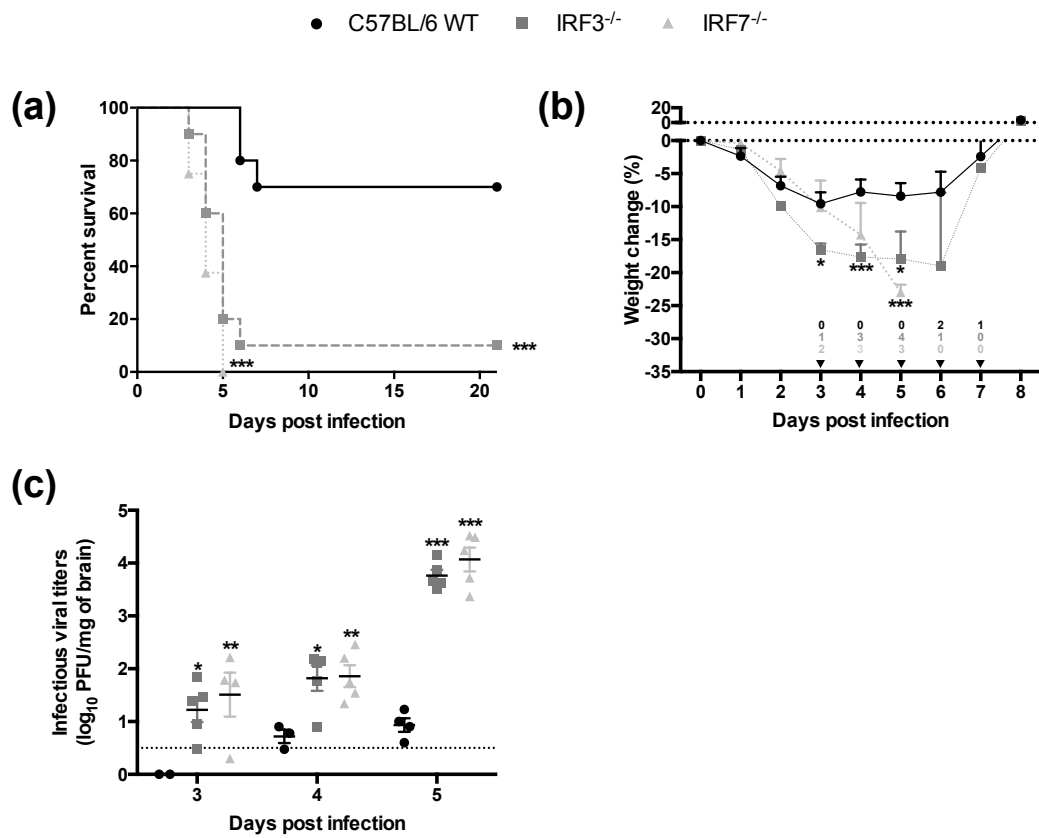 C57BL/6 WT IRF3-/- IRF7-/-
(a)
Percent survival
100
80
60
40
20
0
***
***
0 5 10 15 20
Days post infection
(b)
Weight change (%)
20
0
0
-5
-10
-15
-20
-25
-30
-35
* *** *
***
0 0 0 2 1
1 3 4 1 0
2 3 3 0 0
0 1 2 3 4 5 6 7 8
Days post infection
(c)
Infectious viral titers
(log10 PFU/mg of brain)
5
4
3
2
1
0
* ** * ** *** ***
3 4 5
Days post infection